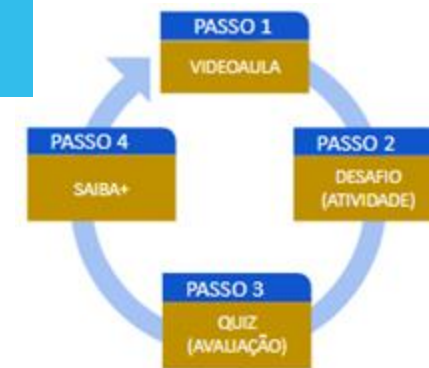 PASSO 1
VIDEOAULA
PASSO 2
DESAFIO
(ATIVIDADE)
PASSO 3
QUIZ
(AVALIAÇÃO)
PASSO 4
SAIBA+